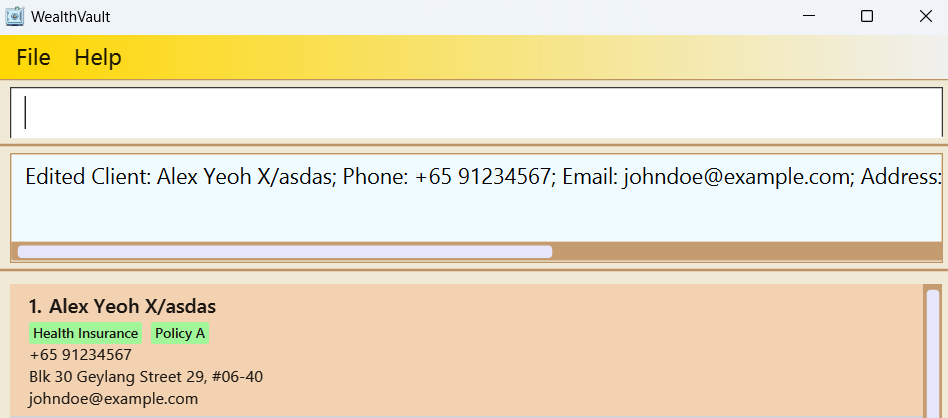 WealthVault
File Help
Edited Client: Alex Yeoh X/asdas; Phone: +65 91234567; Email: johndoe@example.com; Address:
1. Alex Yeoh X/asdas
Health Insurance Policy A
+65 91234567
Blk 30 Geylang Street 29, #06-40
johndoe@example.com